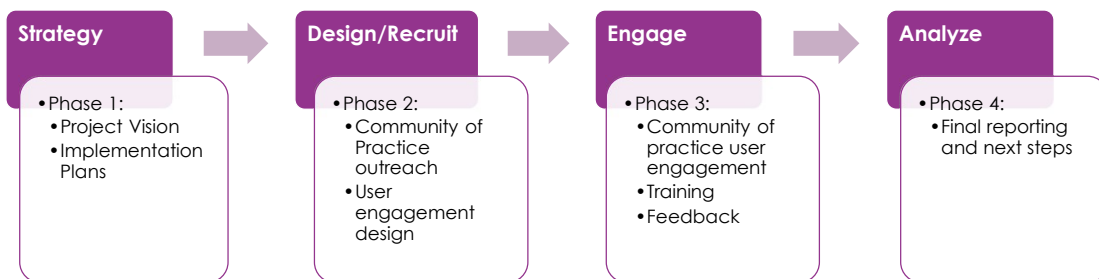 Strategy
•Phase 1:
•Project Vision
•Implementation
Plans
Design/Recruit
•Phase 2:
•Community of
Practice
outreach
•User
engagement
design
Engage
•Phase 3:
•Community of
practice user
engagement
•Training
•Feedback
Analyze
•Phase 4:
•Final reporting
and next steps